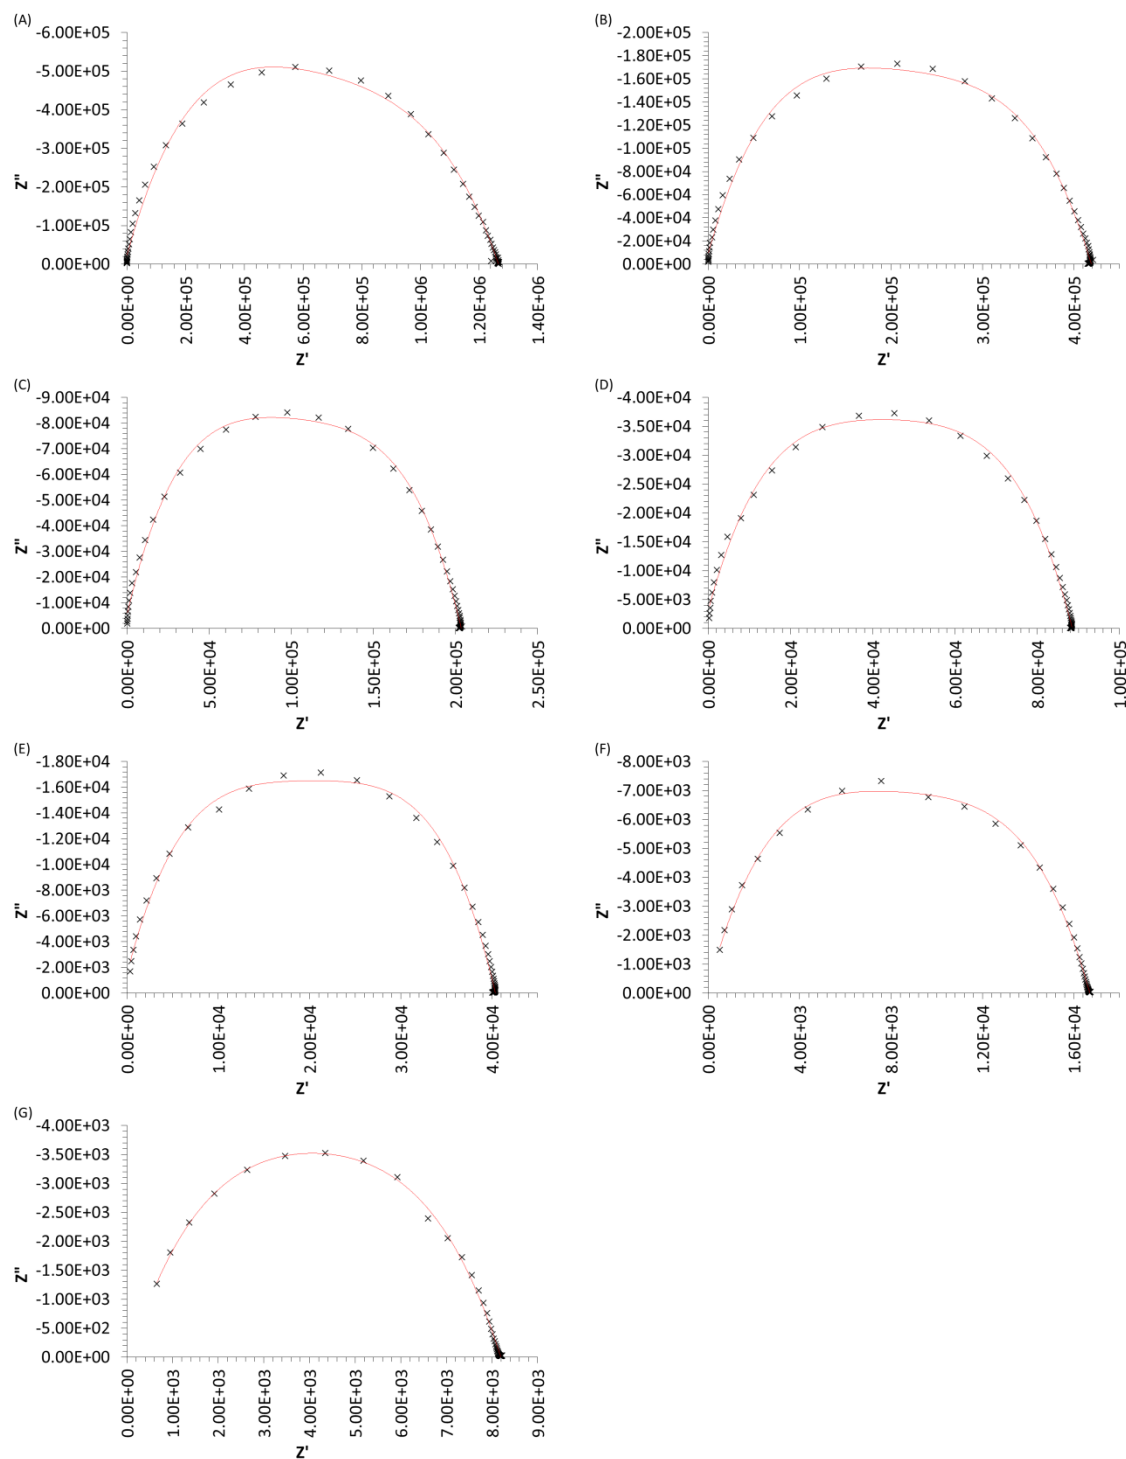 (A)
-6.00E+05
-5.00E+05
-4.00E+05
-3.00E+05
-2.00E+05
-1.00E+05
0.00E+00
Z"
0.00E+00
2.00E+05
4.00E+05
6.00E+05
8.00E+05
1.00E+06
1.20E+06
1.40E+06
Z'
(B)
-2.00E+05
-1.80E+05
-1.60E+05
-1.40E+05
-1.20E+05
-1.00E+05
-8.00E+04
-6.00E+04
-4.00E+04
-2.00E+04
0.00E+00
Z"
0.00E+00
1.00E+05
2.00E+05
3.00E+05
4.00E+05
Z'
(C)
-9.00E+04
-8.00E+04
-7.00E+04
-6.00E+04
-5.00E+04
-4.00E+04
-3.00E+04
-2.00E+04
-1.00E+04
0.00E+00
Z"
0.00E+00
5.00E+04
1.00E+05
1.50E+05
2.00E+05
2.50E+05
Z'
(D)
-4.00E+04
-3.50E+04
-3.00E+04
-2.50E+04
-2.00E+04
-1.50E+04
-1.00E+04
-5.00E+03
0.00E+00
Z"
0.00E+00
2.00E+04
4.00E+04
6.00E+04
8.00E+04
1.00E+05
Z'
(E)
-1.80E+04
-1.60E+04
-1.40E+04
-1.20E+04
-1.00E+04
-8.00E+03
-6.00E+03
-4.00E+03
-2.00E+03
0.00E+00
Z"
0.00E+00
1.00E+04
2.00E+04
3.00E+04
4.00E+04
Z'
(F)
-8.00E+03
-7.00E+03
-6.00E+03
-5.00E+03
-4.00E+03
-3.00E+03
-2.00E+03
-1.00E+03
0.00E+00
Z"
0.00E+00
4.00E+03
8.00E+03
1.20E+04
1.60E+04
Z'
(G)
-4.00E+03
-3.50E+03
-3.00E+03
-2.50E+03
-2.00E+03
-1.50E+03
-1.00E+03
-5.00E+02
0.00E+00
Z"
0.00E+00
1.00E+03
2.00E+03
3.00E+03
4.00E+03
5.00E+03
6.00E+03
7.00E+03
8.00E+03
9.00E+03
Z'